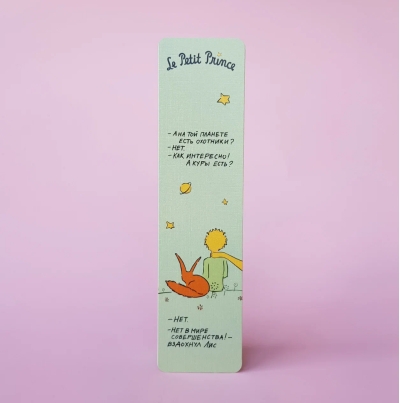 Le Petit Prince
– А НА ТОЙ ПЛАНЕТЕ
ЕСТЬ ОХОТНИКИ?
– НЕТ.
– КАК ИНТЕРЕСНО!
А КУРЫ ЕСТЬ?
– НЕТ.
– НЕТ В МИРЕ
СОВЕРШЕНСТВА! –
ВЗДОХНУЛ ЛИС